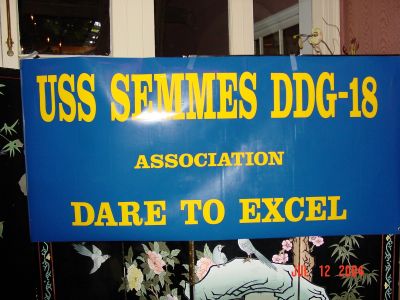 USS SEMMES DDG-18
ASSOCIATION
DARE TO EXCEL
JUL 12 2004